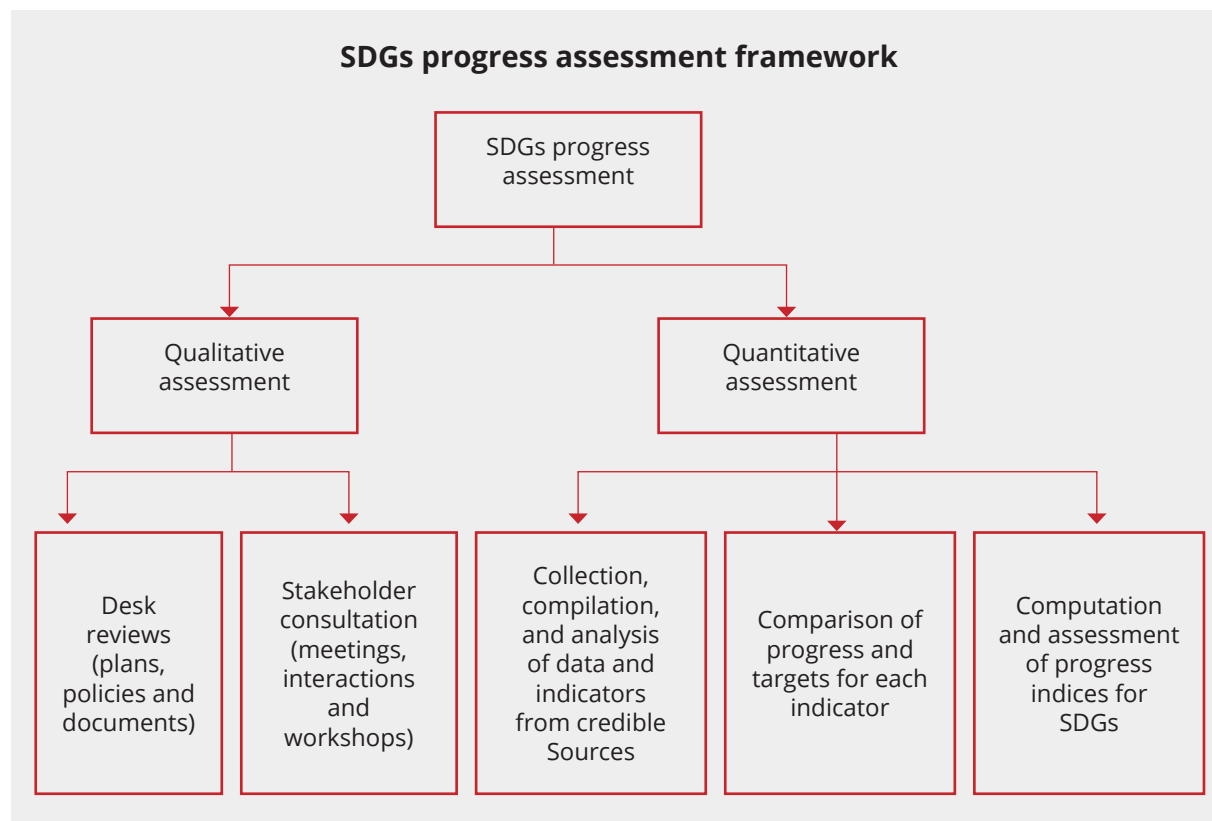 SDGs progress assessment framework
SDGs progress
assessment
Qualitative
assessment
Quantitative
assessment
Desk
reviews
(plans,
policies and
documents)
Stakeholder
consultation
(meetings,
interactions
and
workshops)
Collection,
compilation,
and analysis
of data and
indicators
from credible
Sources
Comparison of
progress and
targets for each
indicator
Computation
and assessment
of progress
indices for
SDGs